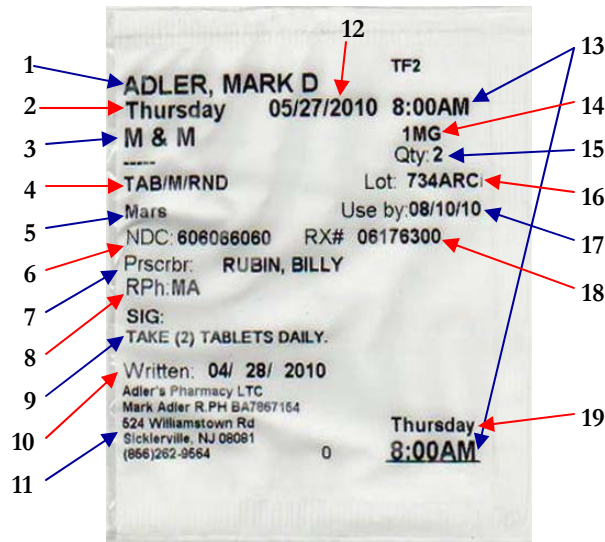 12
13
TF2
1
ADLER, MARK D
2
Thursday 05/27/2010 8:00AM
14
3
M & M 1MG
-----
Qty: 2
15
4
TAB/M/RND Lot: 734ARC
16
5
Mars Use by:08/10/10
17
6
NDC: 606066060 RX# 06176300
18
7
Prscrbr: RUBIN, BILLY
8
RPh:MA
SIG:
9
TAKE (2) TABLETS DAILY.
10
Written: 04/ 28/ 2010
Adler's Pharmacy LTC
Mark Adler R.PH BA7867154
11
524 Williamstown Rd
Sicklerville, NJ 08081
(856)262-9564 0
Thursday
19
8:00AM